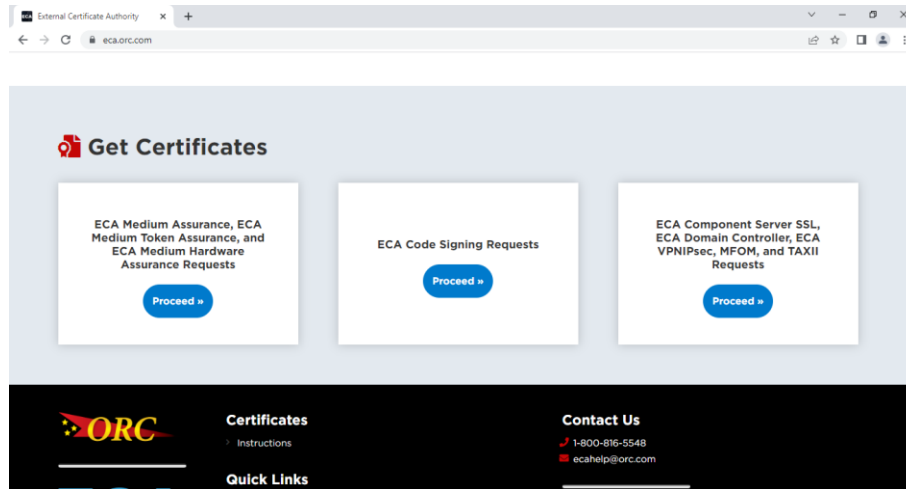 ECA
External Certificate Authority
eca.orc.com
Get Certificates
ECA Medium Assurance, ECA
Medium Token Assurance, and
ECA Medium Hardware
Assurance Requests
Proceed »
ECA Code Signing Requests
Proceed »
ECA Component Server SSL,
ECA Domain Controller, ECA
VPNIPsec, MFOM, and TAXII
Requests
Proceed »
ORC
Certificates
Instructions
Quick Links
Contact Us
1-800-816-5548
ecahelp@orc.com